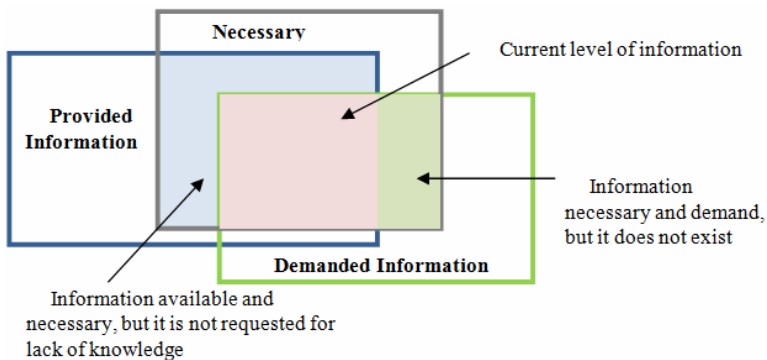 Necessary
Current level of information
Provided
Information
Information
necessary and demand,
but it does not exist
Demanded Information
Information available and
necessary, but it is not requested for
lack of knowledge